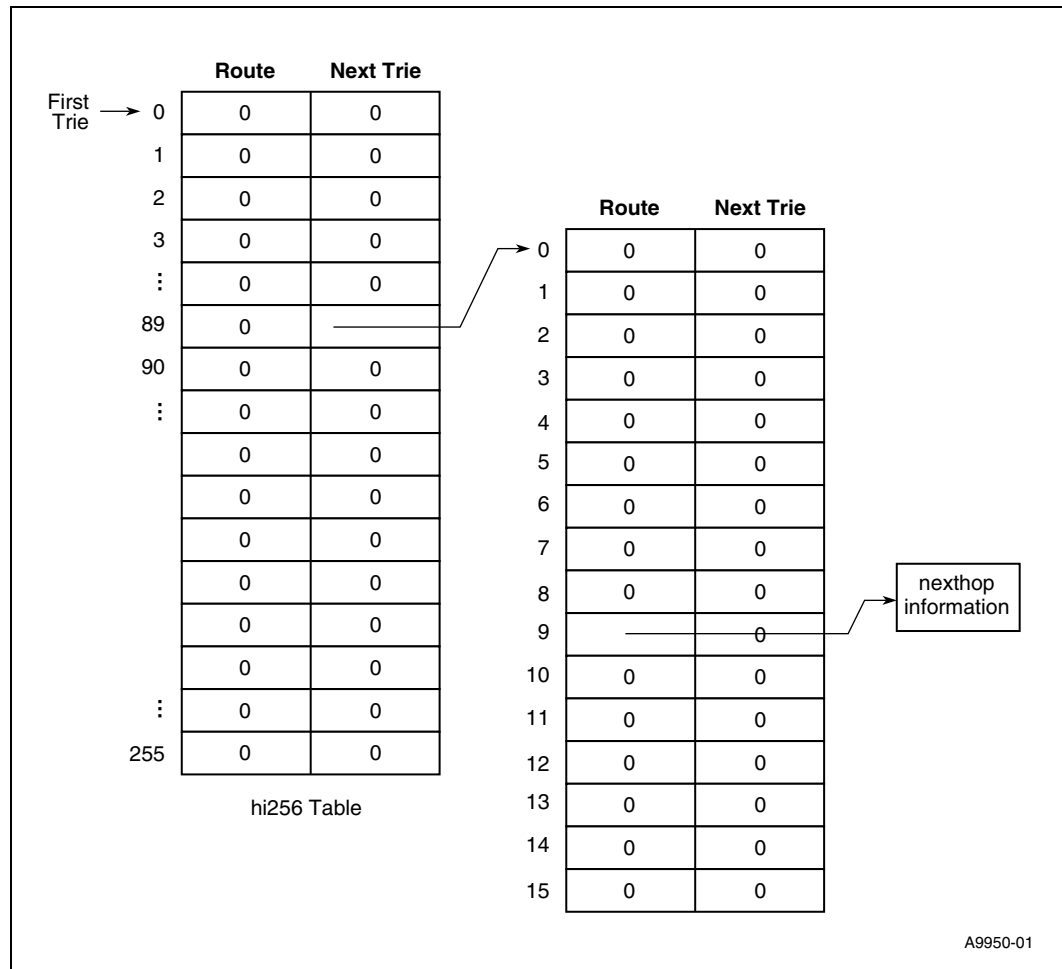 Route Next Trie
First Trie 0 0 0
1 0 0
2 0 0
3 0 0
⋮ 0 0
89 0
90 0 0
⋮ 0 0
0 0
0 0
0 0
0 0
0 0
0 0
⋮ 0 0
255 0 0
hi256 Table
Route Next Trie
0 0 0
1 0 0
2 0 0
3 0 0
4 0 0
5 0 0
6 0 0
7 0 0
8 0 0
9 0
10 0 0
11 0 0
12 0 0
13 0 0
14 0 0
15 0 0
nexthop
information
A9950-01